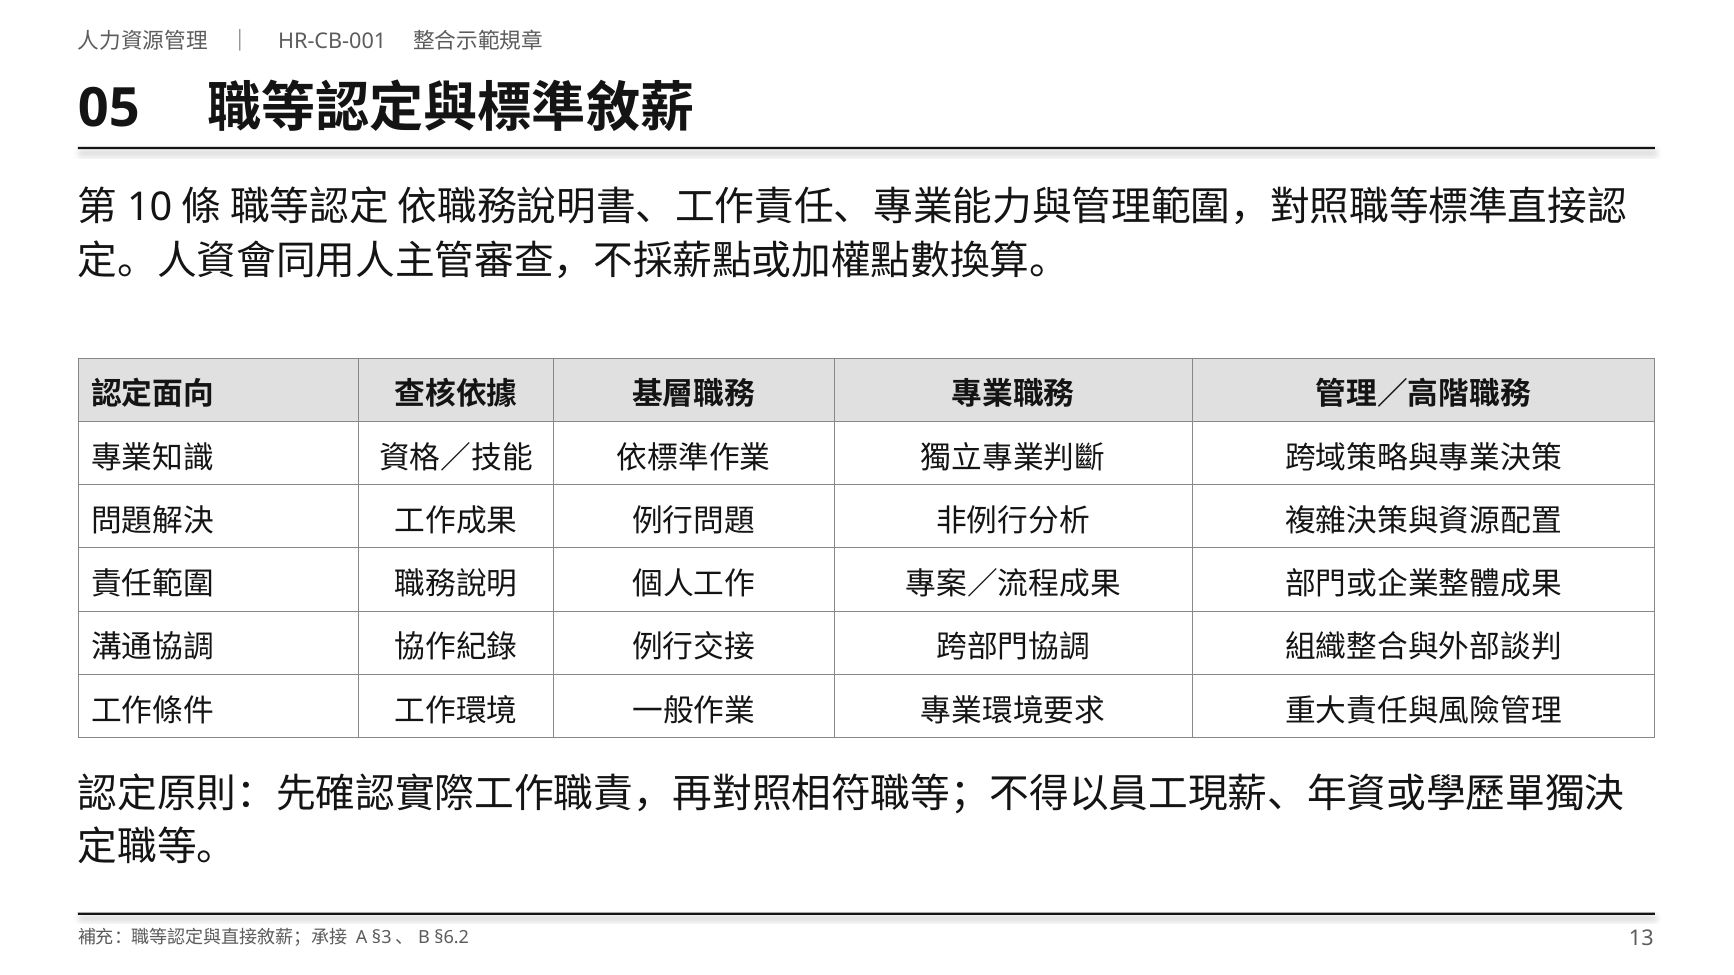 人力資源管理 ｜ HR-CB-001 整合示範規章
05 職等認定與標準敘薪
第 10 條 職等認定 依職務說明書、工作責任、專業能力與管理範圍，對照職等標準直接認
定。人資會同用人主管審查，不採薪點或加權點數換算。
認定面向 查核依據 基層職務 專業職務 管理／高階職務
專業知識 資格／技能 依標準作業 獨立專業判斷 跨域策略與專業決策
問題解決 工作成果 例行問題 非例行分析 複雜決策與資源配置
責任範圍 職務說明 個人工作 專案／流程成果 部門或企業整體成果
溝通協調 協作紀錄 例行交接 跨部門協調 組織整合與外部談判
工作條件 工作環境 一般作業 專業環境要求 重大責任與風險管理
認定原則：先確認實際工作職責，再對照相符職等；不得以員工現薪、年資或學歷單獨決
定職等。
補充：職等認定與直接敘薪；承接 A §3 、 B §6.2
13